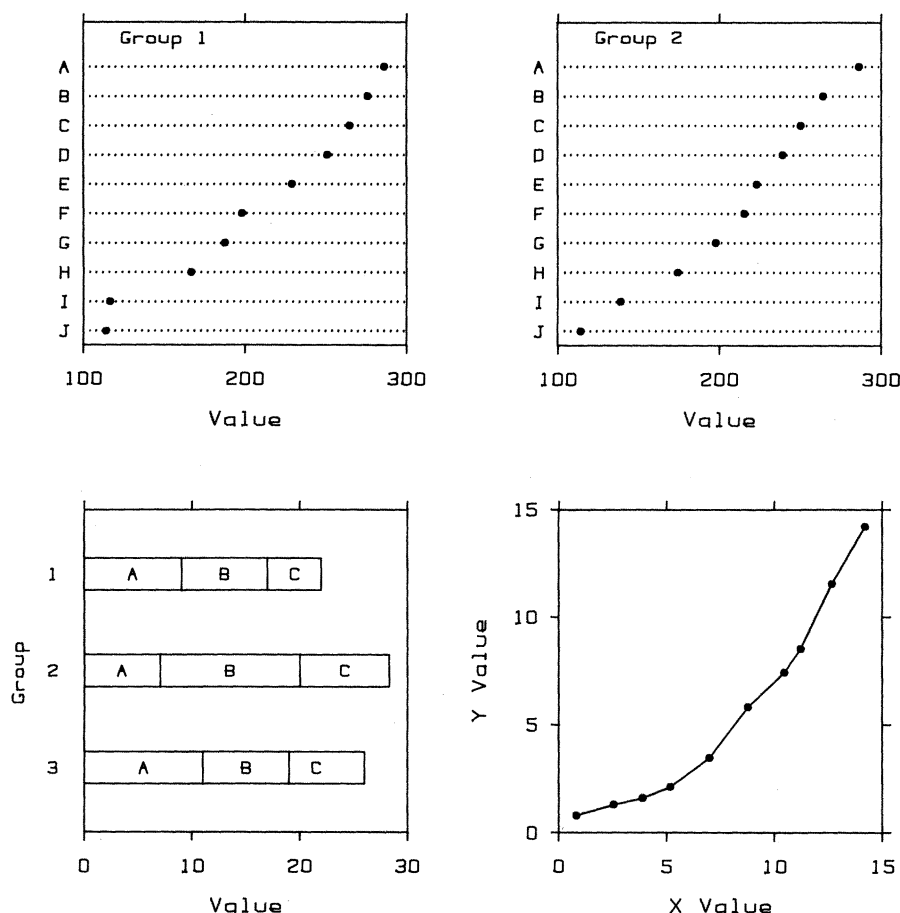 Group 1
A
B
C
D
E
F
G
H
I
J
100 200 300
Value
Group 2
A
B
C
D
E
F
G
H
I
J
100 200 300
Value
Group
1 A B C
2 A B C
3 A B C
0 10 20 30
Value
Y Value
15
10
5
0
0 5 10 15
X Value